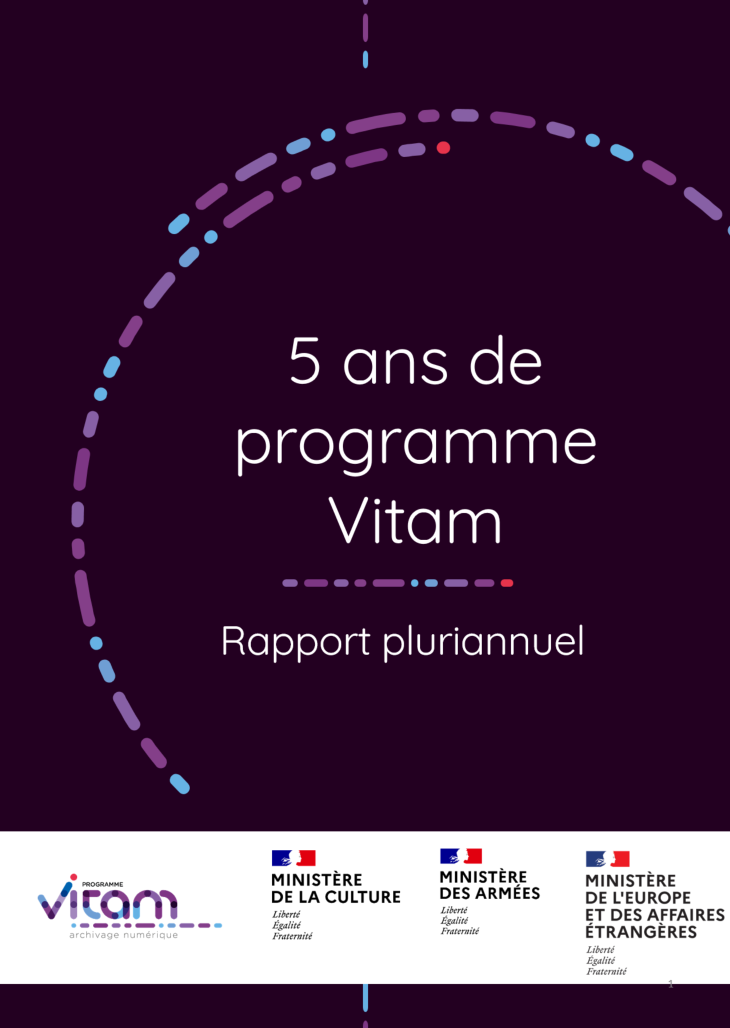 5 ans de
programme
Vitam
Rapport pluriannuel
PROGRAMME
vitam
archivage numérique
MINISTÈRE
DE LA CULTURE
Liberté
Égalité
Fraternité
MINISTÈRE
DES ARMÉES
Liberté
Égalité
Fraternité
MINISTÈRE
DE L'EUROPE
ET DES AFFAIRES
ÉTRANGÈRES
Liberté
Égalité
Fraternité
1